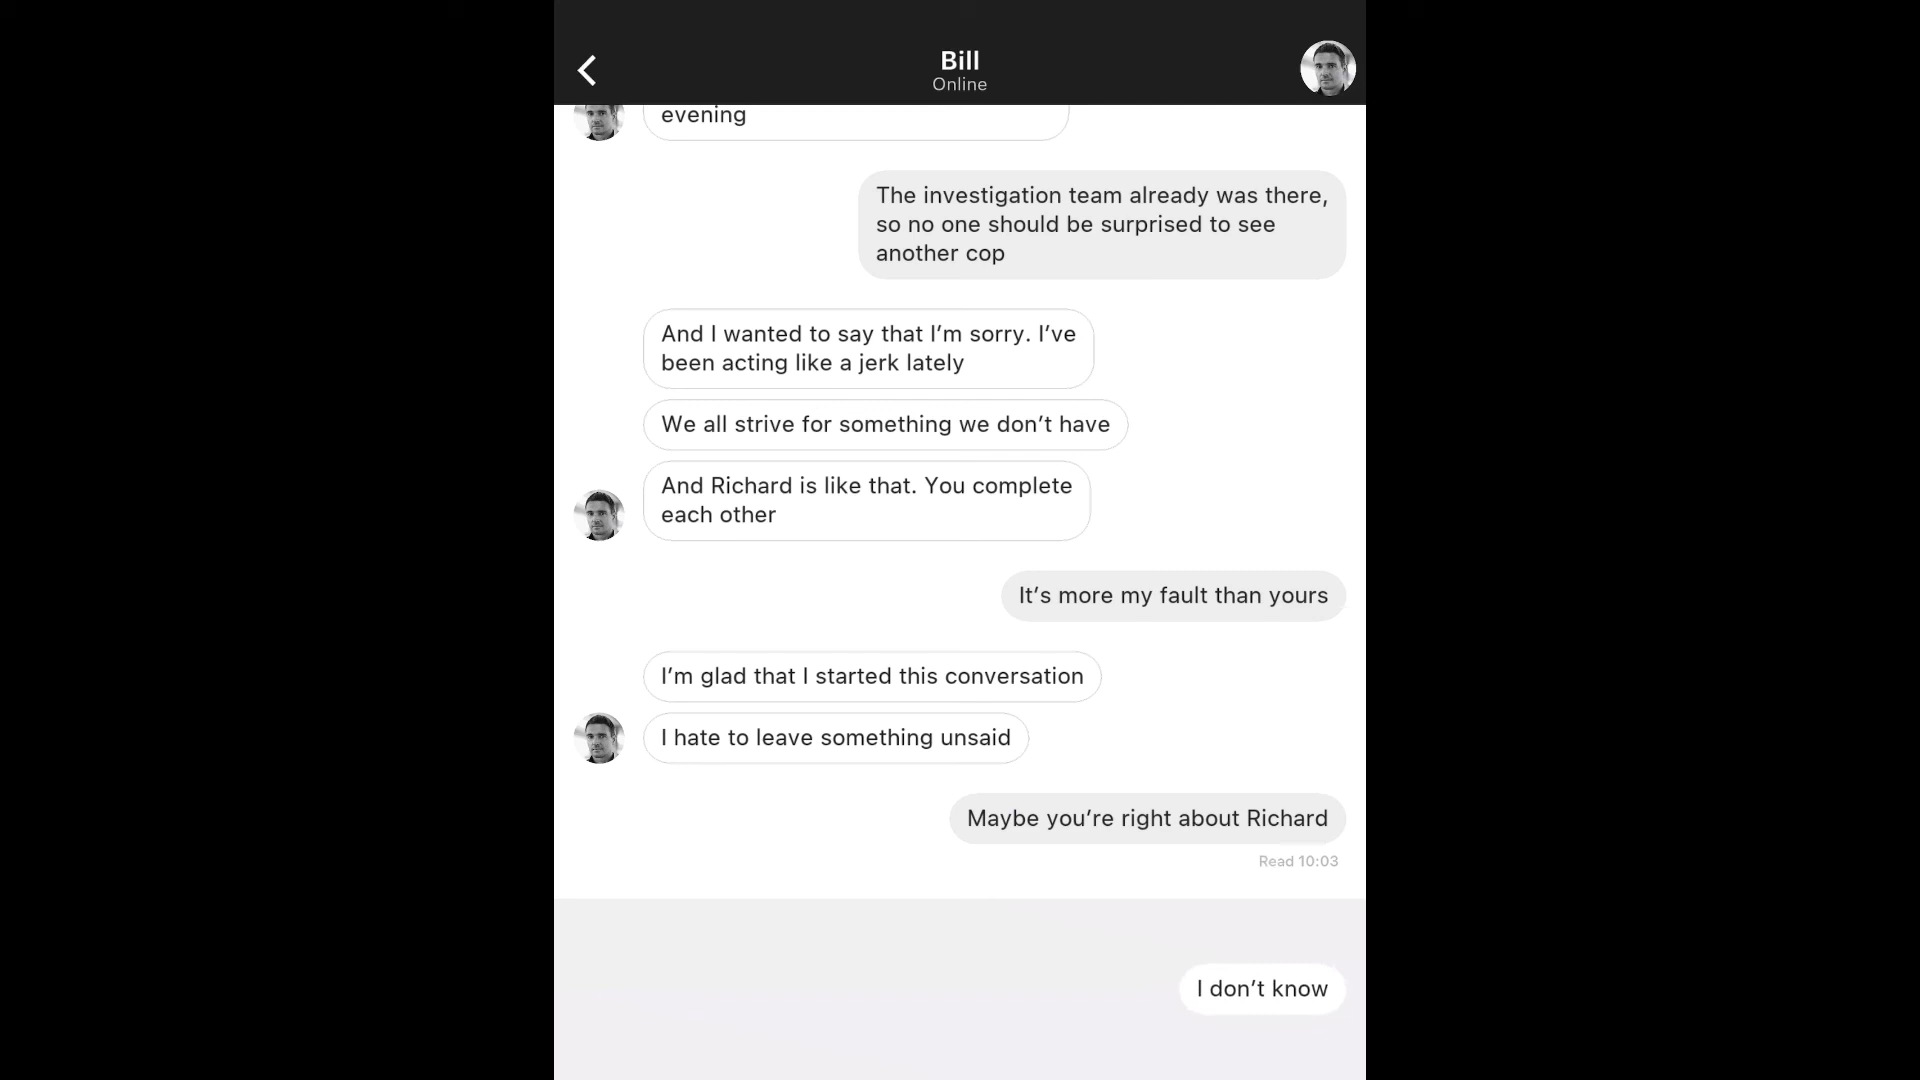 Bill
Online
evening
The investigation team already was there,
so no one should be surprised to see
another cop
And I wanted to say that I’m sorry. I’ve
been acting like a jerk lately
We all strive for something we don’t have
And Richard is like that. You complete
each other
It’s more my fault than yours
I’m glad that I started this conversation
I hate to leave something unsaid
Maybe you’re right about Richard
Read 10:03
I don’t know